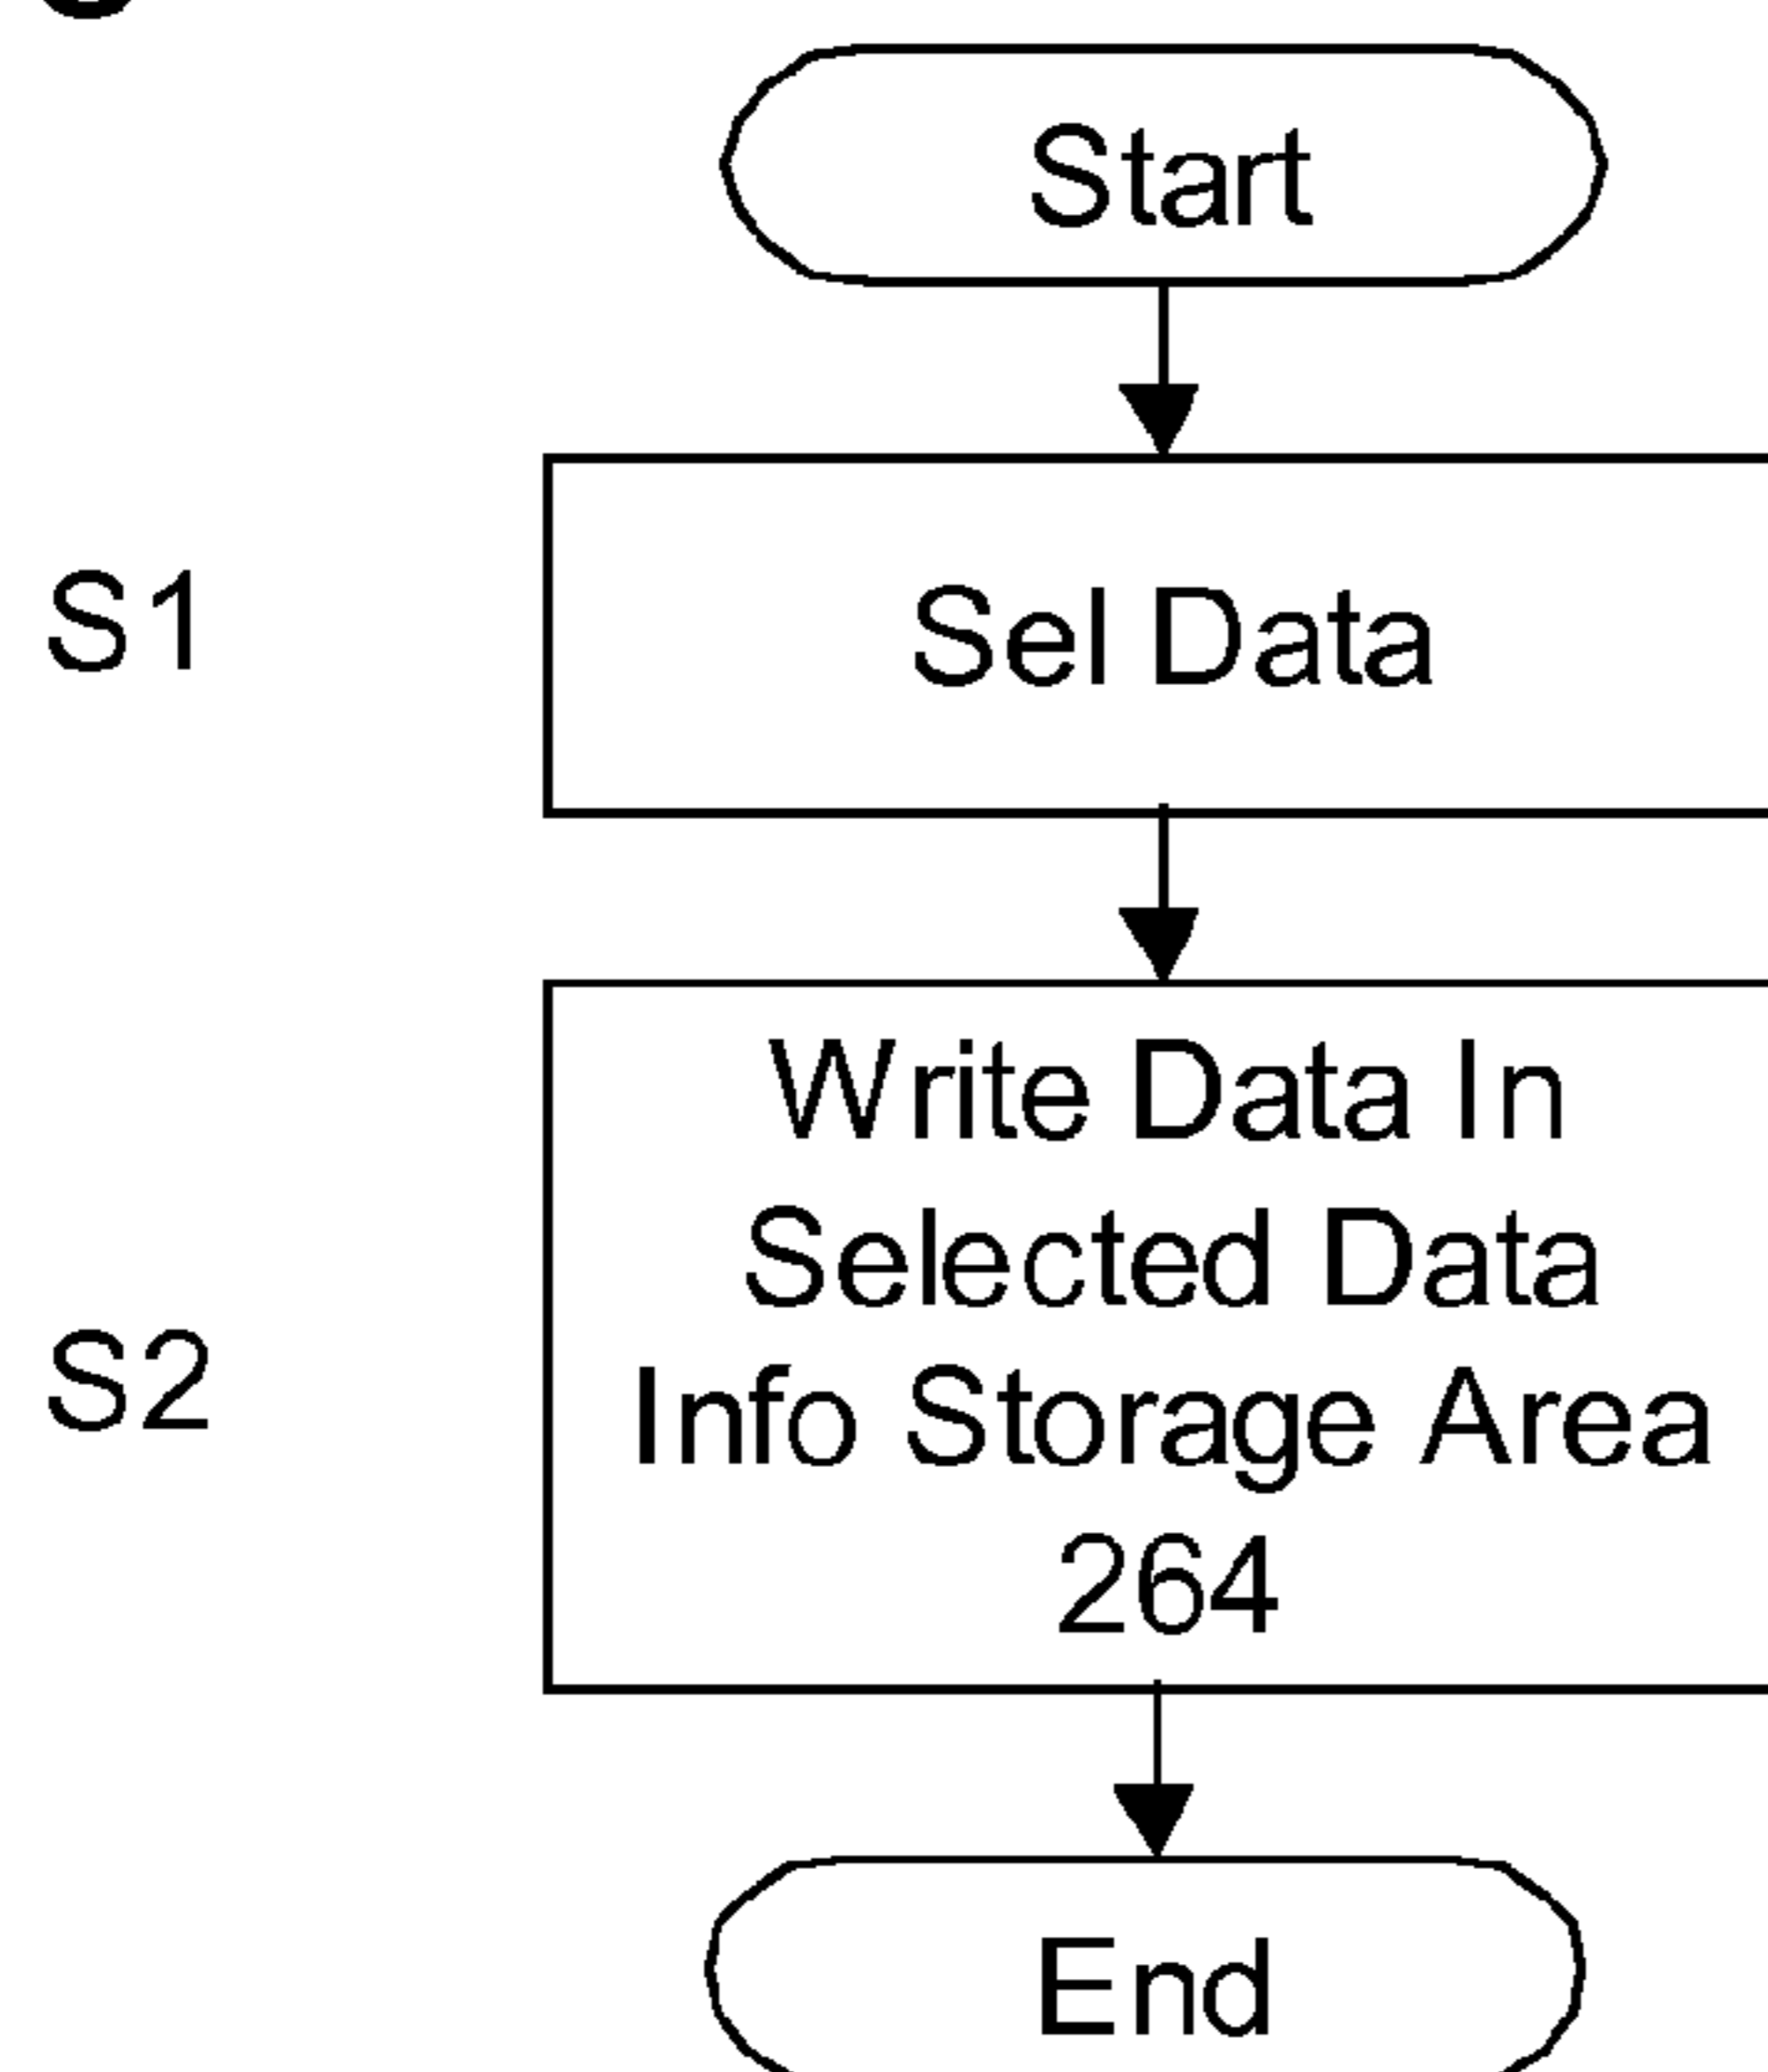 Start
S1
Sel Data
Write Data In
Selected Data
S2
Info Storage Area
264
End